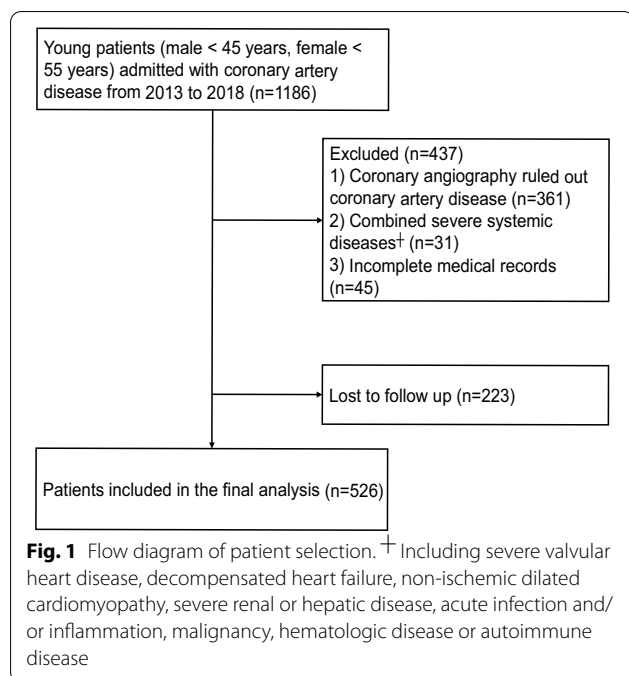 Young patients (male < 45 years, female <
55 years) admitted with coronary artery
disease from 2013 to 2018 (n=1186)
Excluded (n=437)
1) Coronary angiography ruled out
coronary artery disease (n=361)
2) Combined severe systemic
diseases† (n=31)
3) Incomplete medical records
(n=45)
Lost to follow up (n=223)
Patients included in the final analysis (n=526)
Fig. 1 Flow diagram of patient selection. † Including severe valvular
heart disease, decompensated heart failure, non-ischemic dilated
cardiomyopathy, severe renal or hepatic disease, acute infection and/
or inflammation, malignancy, hematologic disease or autoimmune
disease